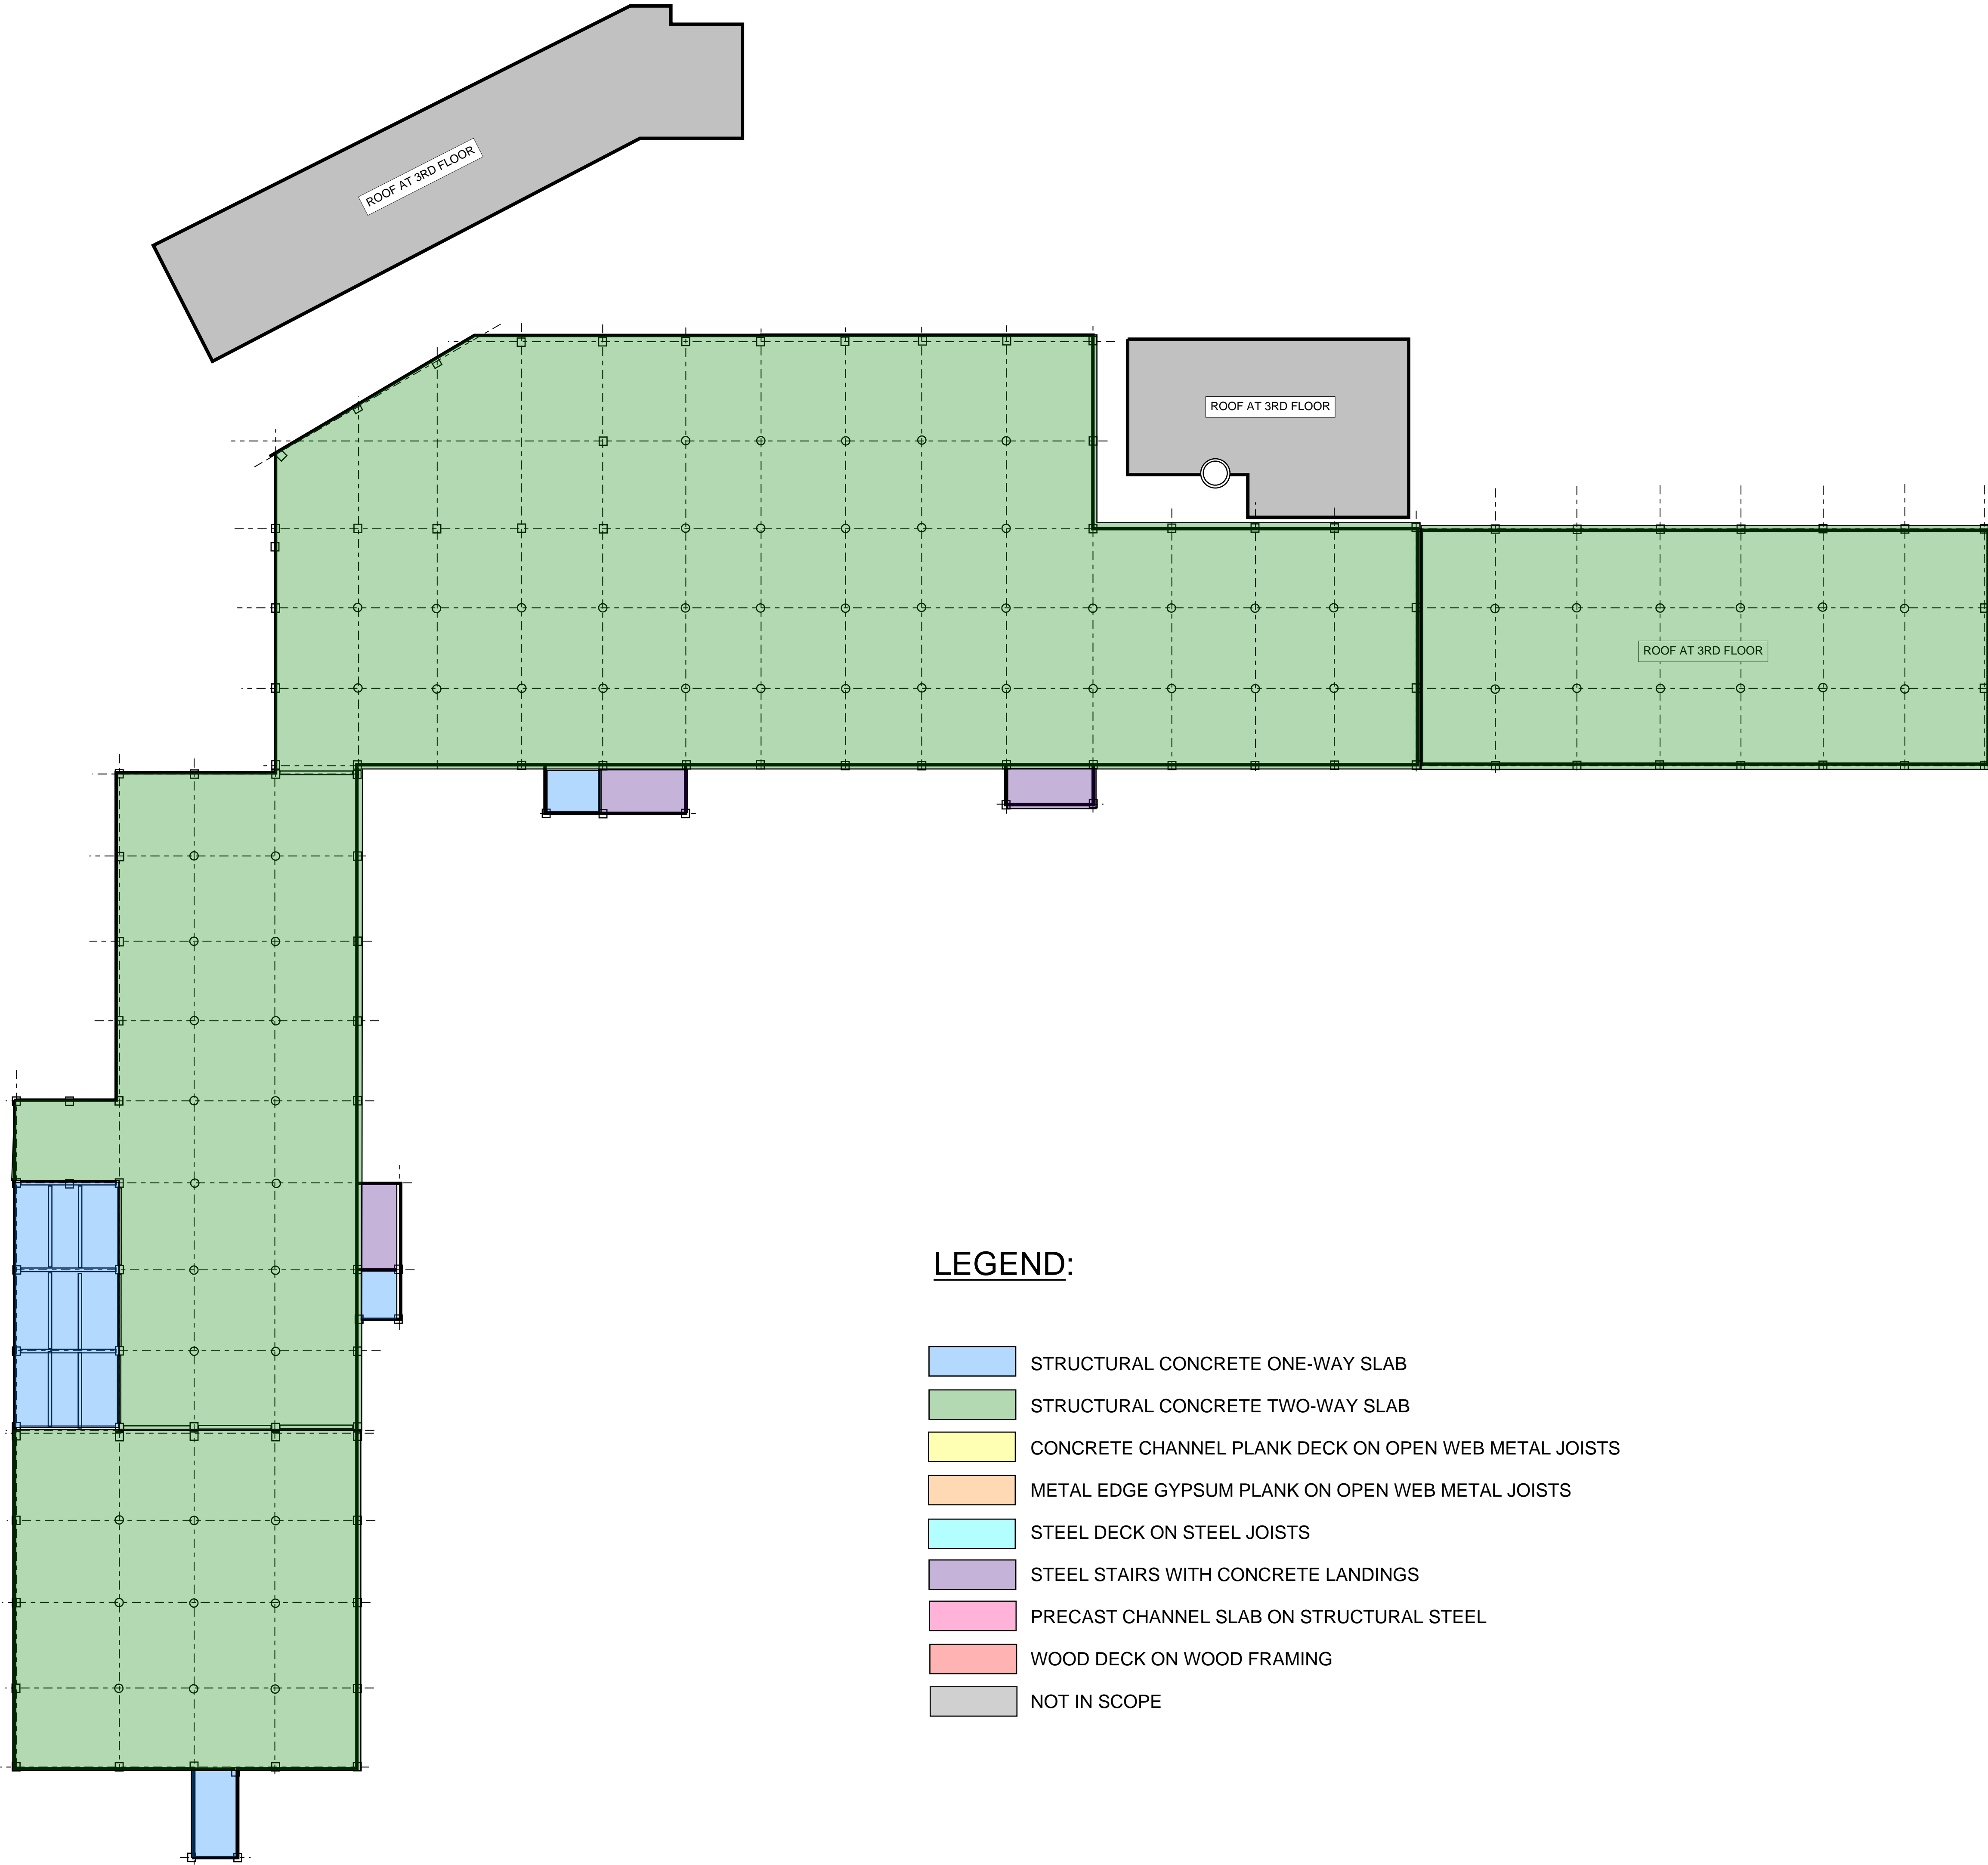 ROOF AT 3RD FLOOR
ROOF AT 3RD FLOOR
ROOF AT 3RD FLOOR
LEGEND:
STRUCTURAL CONCRETE ONE-WAY SLAB
STRUCTURAL CONCRETE TWO-WAY SLAB
CONCRETE CHANNEL PLANK DECK ON OPEN WEB METAL JOISTS
METAL EDGE GYPSUM PLANK ON OPEN WEB METAL JOISTS
STEEL DECK ON STEEL JOISTS
STEEL STAIRS WITH CONCRETE LANDINGS
PRECAST CHANNEL SLAB ON STRUCTURAL STEEL
WOOD DECK ON WOOD FRAMING
NOT IN SCOPE